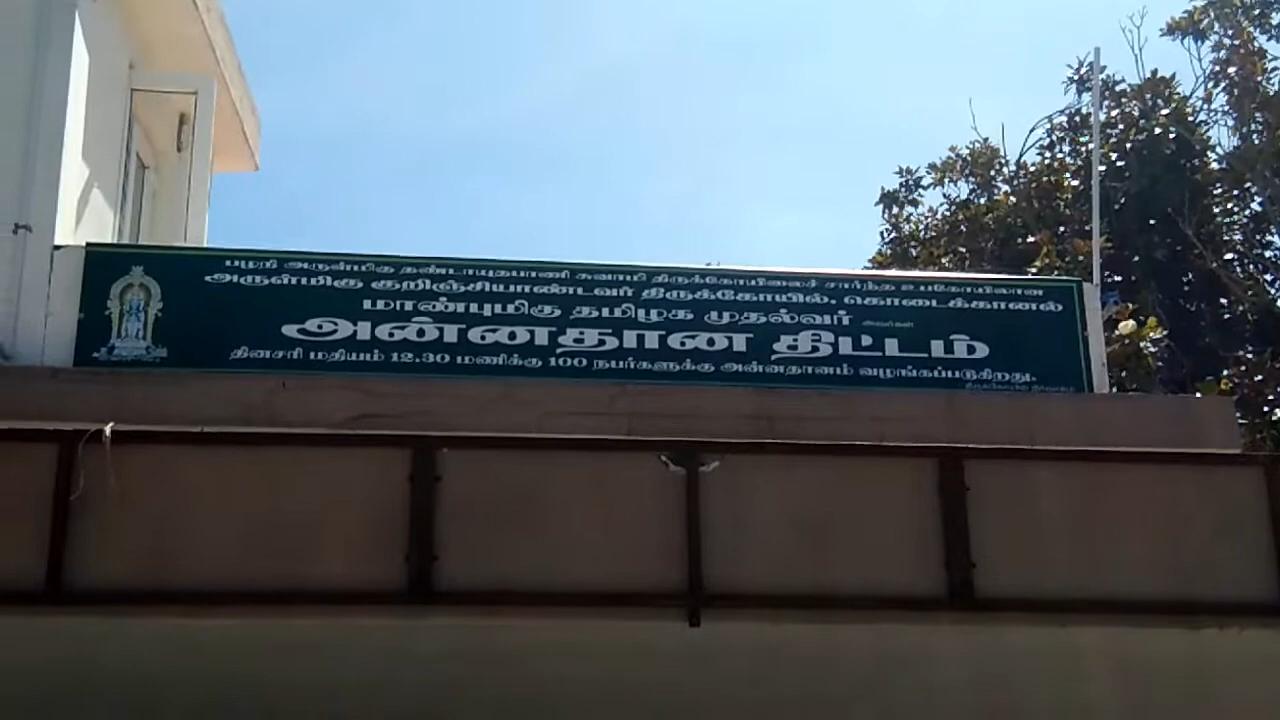 பழநி அருள்மிகு தண்டாயுதபாணி சுவாமி திருக்கோயிலைச் சார்ந்த உபகோயிலான
அருள்மிகு குறிஞ்சியாண்டவர் திருக்கோயில், கொடைக்கானல்
மாண்புமிகு தமிழக முதல்வர் அவர்கள்
அன்னதான திட்டம்
தினசரி மதியம் 12.30 மணிக்கு 100 நபர்களுக்கு அன்னதானம் வழங்கப்படுகிறது.